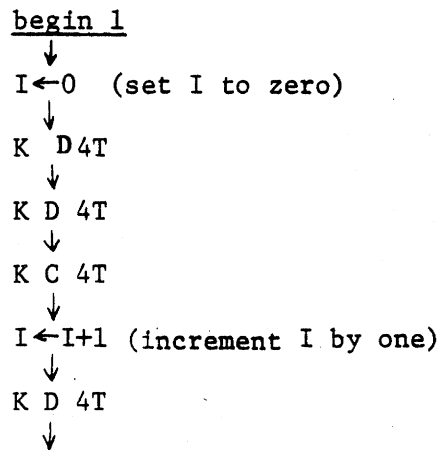 begin 1
↓
I←0 (set I to zero)
↓
K D4T
↓
K D 4T
↓
K C 4T
↓
I←I+1 (increment I by one)
↓
K D 4T
↓